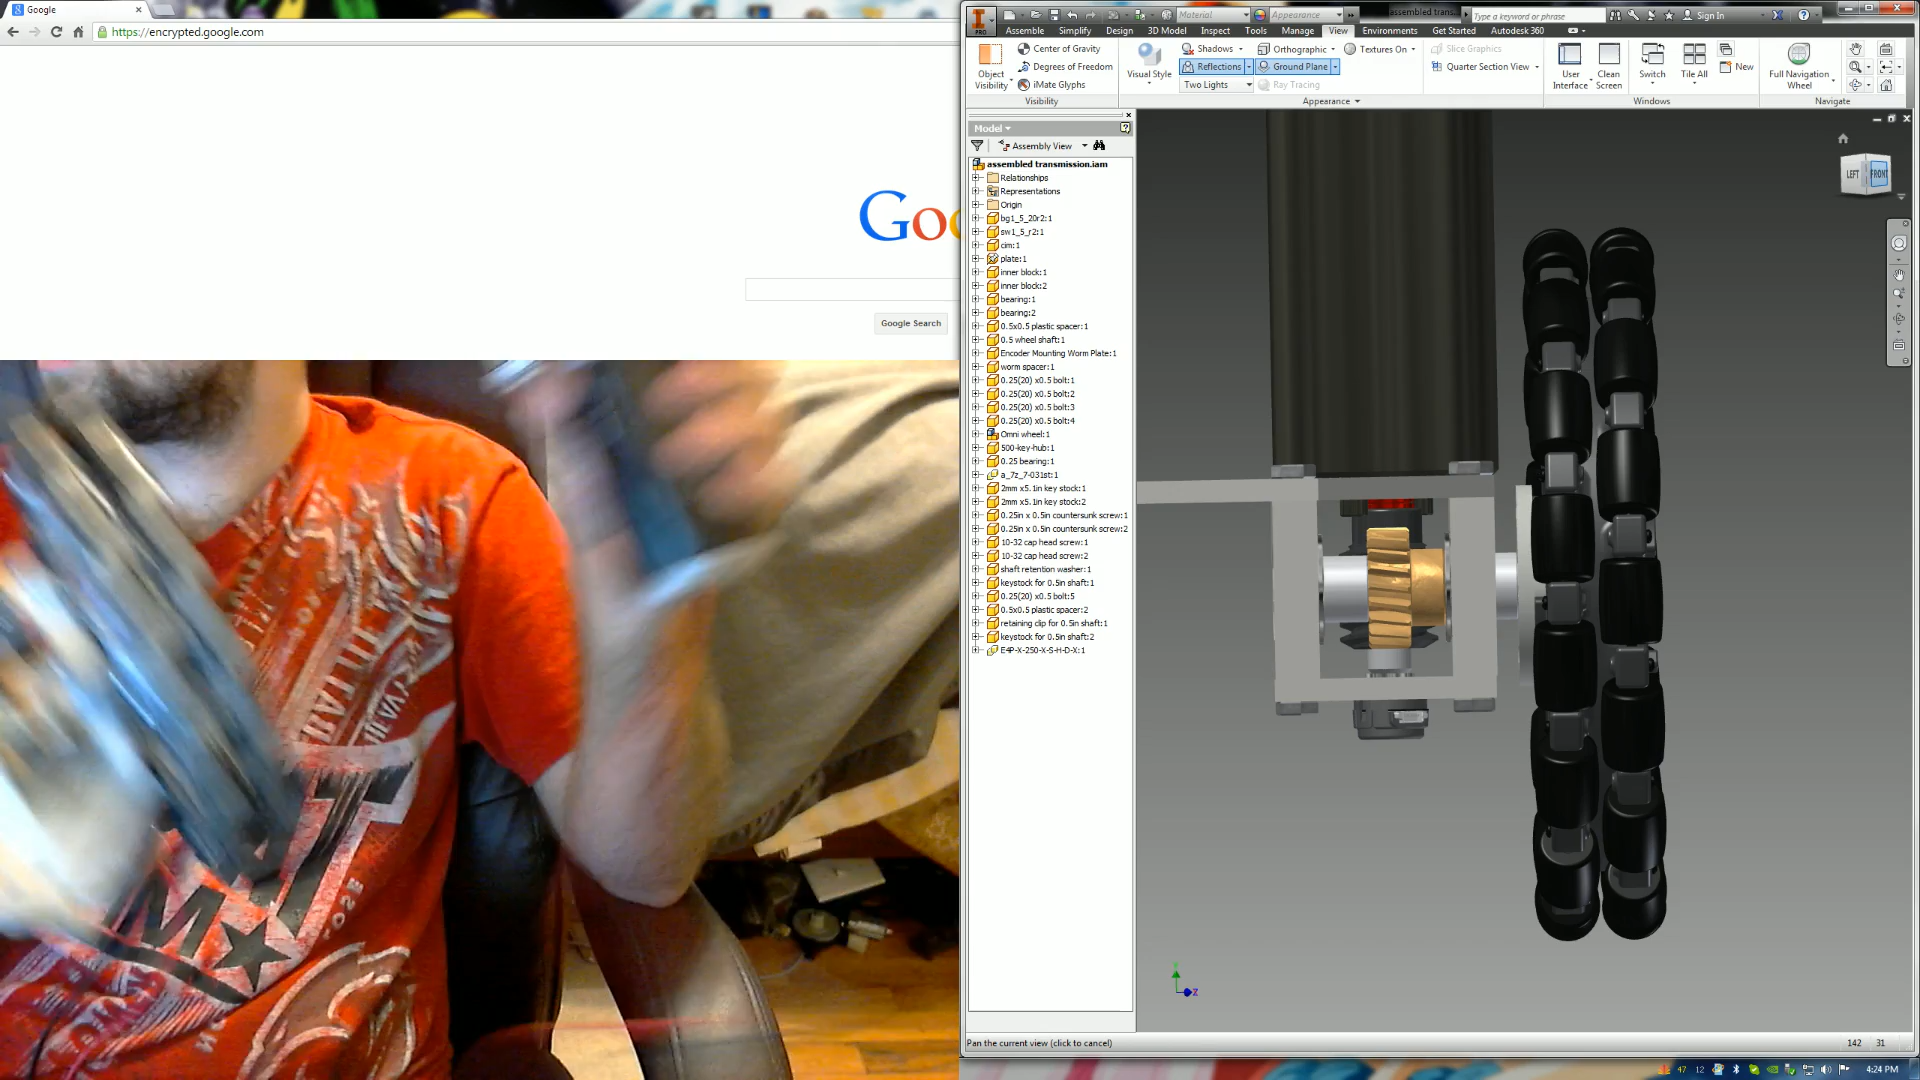 Google
https://encrypted.google.com
Goo
Google Search
PRO
Material
Appearance
assembled trans
Type a keyword or phrase
Sign In
Assemble
Simplify
Design
3D Model
Inspect
Tools
Manage
View
Environments
Get Started
Autodesk 360
Object Visibility
Center of Gravity
Degrees of Freedom
iMate Glyphs
Visibility
Visual Style
Shadows
Reflections
Two Lights
Orthographic
Ground Plane
Ray Tracing
Textures On
Appearance
Slice Graphics
Quarter Section View
User Interface
Clean Screen
Switch
Tile All
New
Windows
Full Navigation Wheel
Navigate
Model
Assembly View
assembled transmission.iam
Relationships
Representations
Origin
bg1_5_20r2:1
sw1_5_r2:1
cim:1
plate:1
inner block:1
inner block:2
bearing:1
bearing:2
0.5x0.5 plastic spacer:1
0.5 wheel shaft:1
Encoder Mounting Worm Plate:1
worm spacer:1
0.25(20) x0.5 bolt:1
0.25(20) x0.5 bolt:2
0.25(20) x0.5 bolt:3
0.25(20) x0.5 bolt:4
Omni wheel:1
500-key-hub:1
0.25 bearing:1
a_7z_7-031st:1
2mm x5.1in key stock:1
2mm x5.1in key stock:2
0.25in x 0.5in countersunk screw:1
0.25in x 0.5in countersunk screw:2
10-32 cap head screw:1
10-32 cap head screw:2
shaft retention washer:1
keystock for 0.5in shaft:1
0.25(20) x0.5 bolt:5
0.5x0.5 plastic spacer:2
retaining clip for 0.5in shaft:1
keystock for 0.5in shaft:2
E4P-X-250-X-S-H-D-X:1
LEFT
FRONT
Y
Z
Pan the current view (click to cancel)
142
31
47
12
4:24 PM